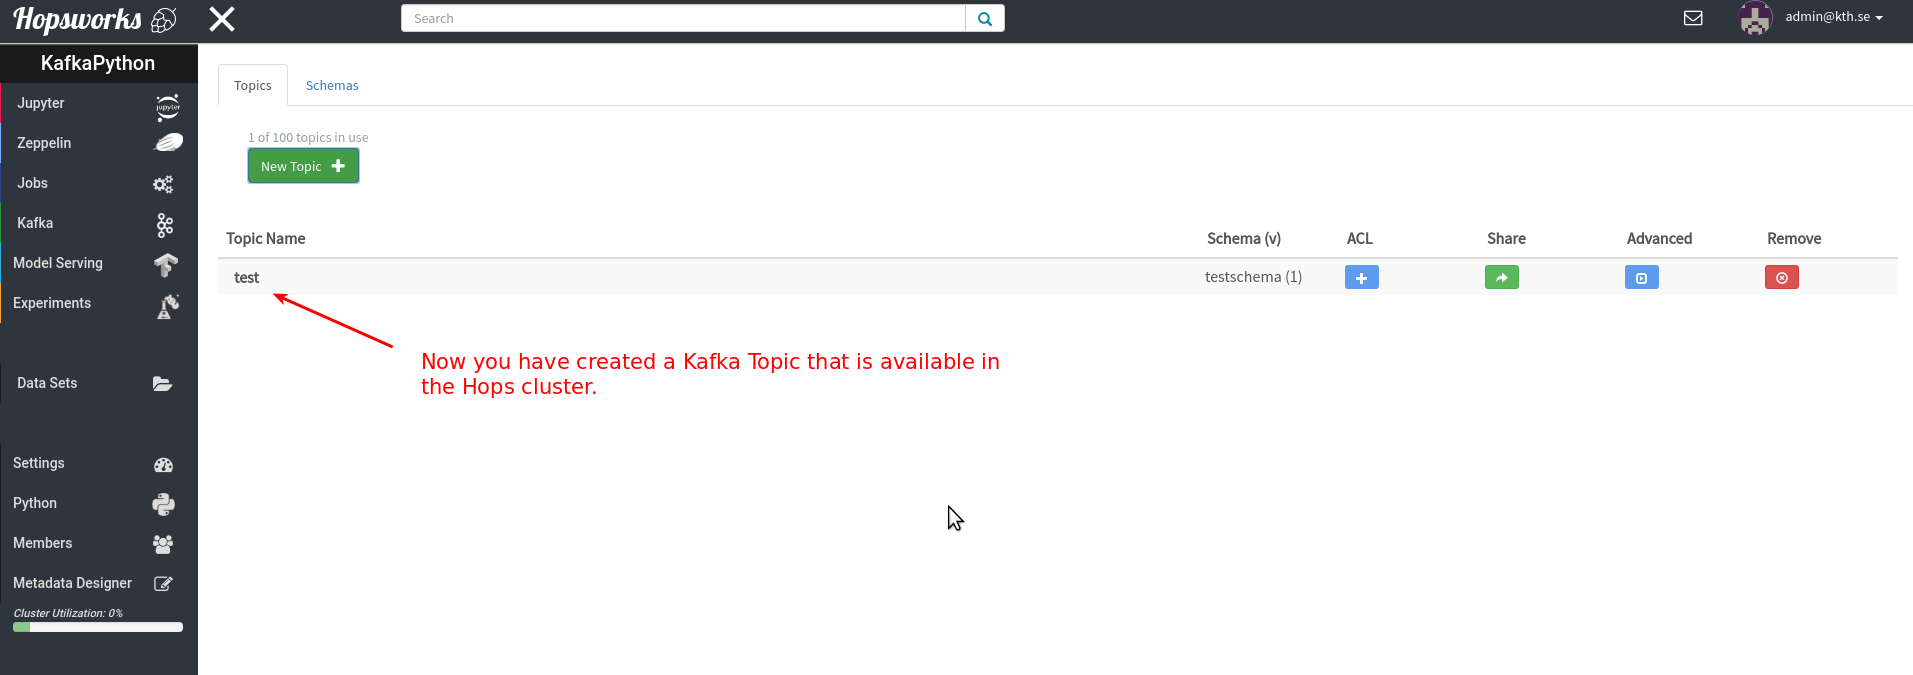 Hopsworks
Search
admin@kth.se
KafkaPython
Jupyter
jupyter
Zeppelin
Jobs
Kafka
Model Serving
Experiments
Data Sets
Settings
Python
Members
Metadata Designer
Cluster Utilization: 0%
Topics Schemas
1 of 100 topics in use
New Topic
Topic Name Schema (v) ACL Share Advanced Remove
test testschema (1)
Now you have created a Kafka Topic that is available in
the Hops cluster.